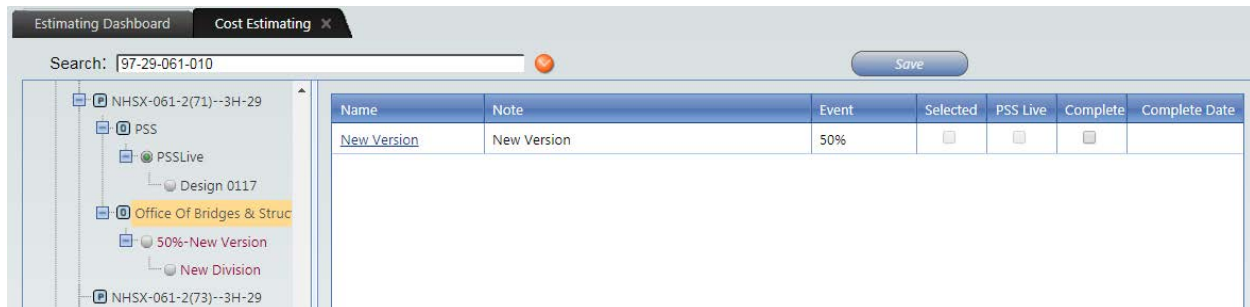 Estimating Dashboard Cost Estimating
Search: 97-29-061-010 Save
NHSX-061-2(71)--3H-29
PSS
PSSLive
Design 0117
Office Of Bridges & Struc
50%-New Version
New Division
NHSX-061-2(73)--3H-29
Name Note Event Selected PSS Live Complete Complete Date
New Version New Version 50%